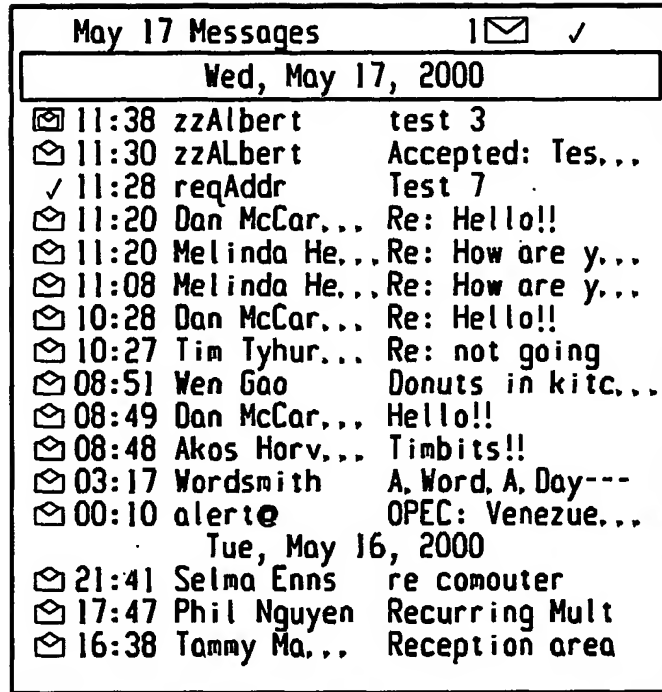 May 17 Messages 1 ✓
Wed, May 17, 2000
11:38 zzAlbert test 3
11:30 zzALbert Accepted: Tes...
✓ 11:28 reqAddr Test 7
11:20 Dan McCar... Re: Hello!!
11:20 Melinda He... Re: How are y...
11:08 Melinda He... Re: How are y...
10:28 Dan McCar... Re: Hello!!
10:27 Tim Tyhur... Re: not going
08:51 Wen Gao Donuts in kitc...
08:49 Dan McCar... Hello!!
08:48 Akos Horv... Timbits!!
03:17 Wordsmith A.Word.A.Day---
00:10 alert@ OPEC: Venezue...
Tue, May 16, 2000
21:41 Selma Enns re comouter
17:47 Phil Nguyen Recurring Mult
16:38 Tammy Ma... Reception area